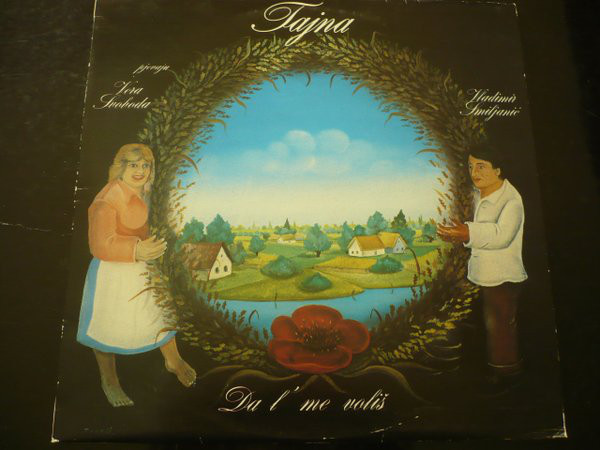 Tajna
pjevaju
Vera
Svoboda
Vladimir
Smiljanić
Da l' me voliš